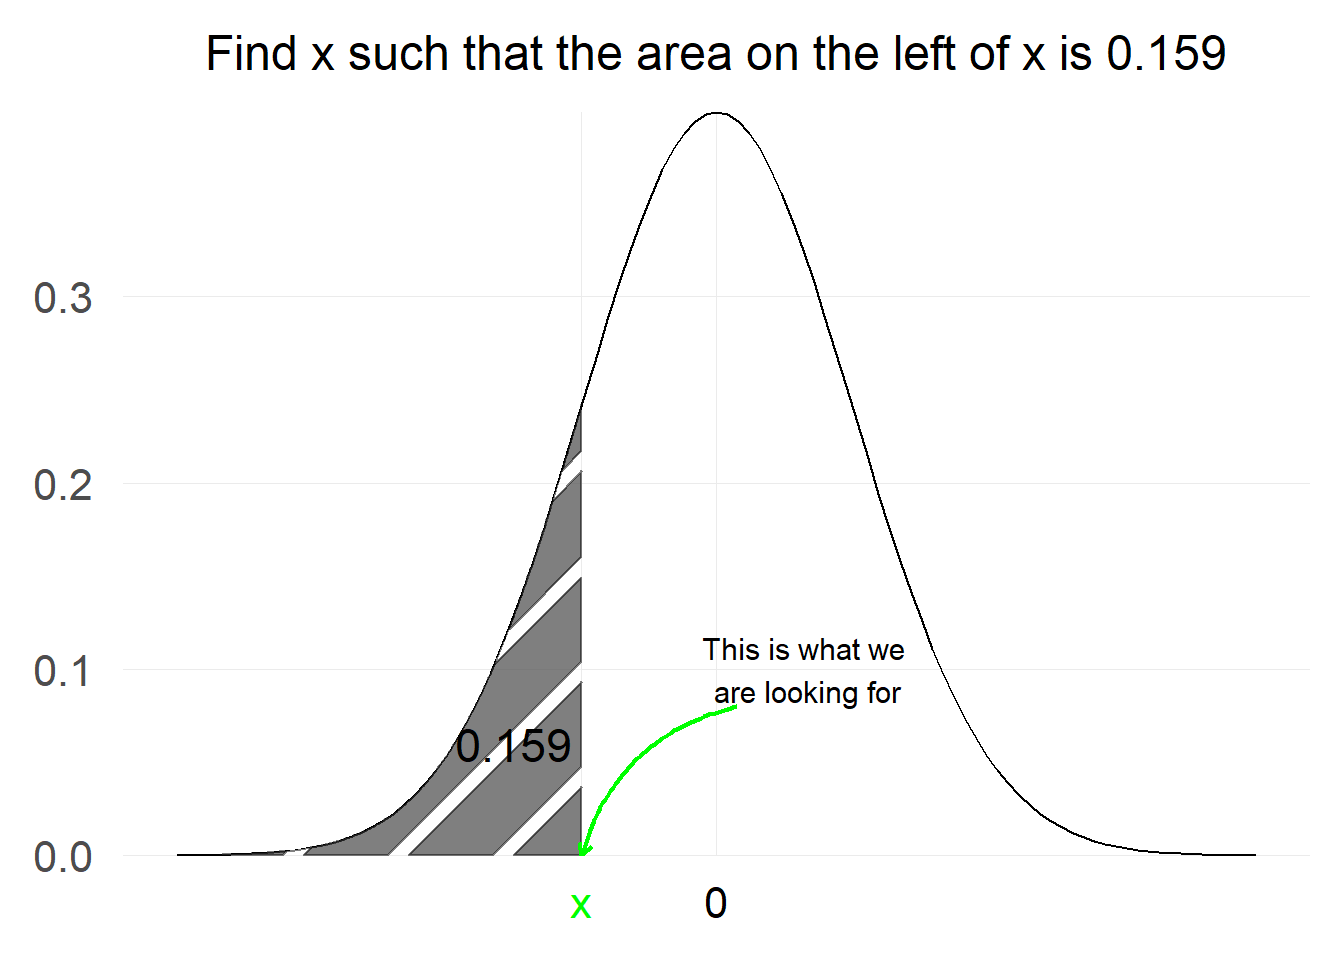 Find x such that the area on the left of x is 0.159
0.3
0.2
0.1
0.0
This is what we
are looking for
0.159
x
0